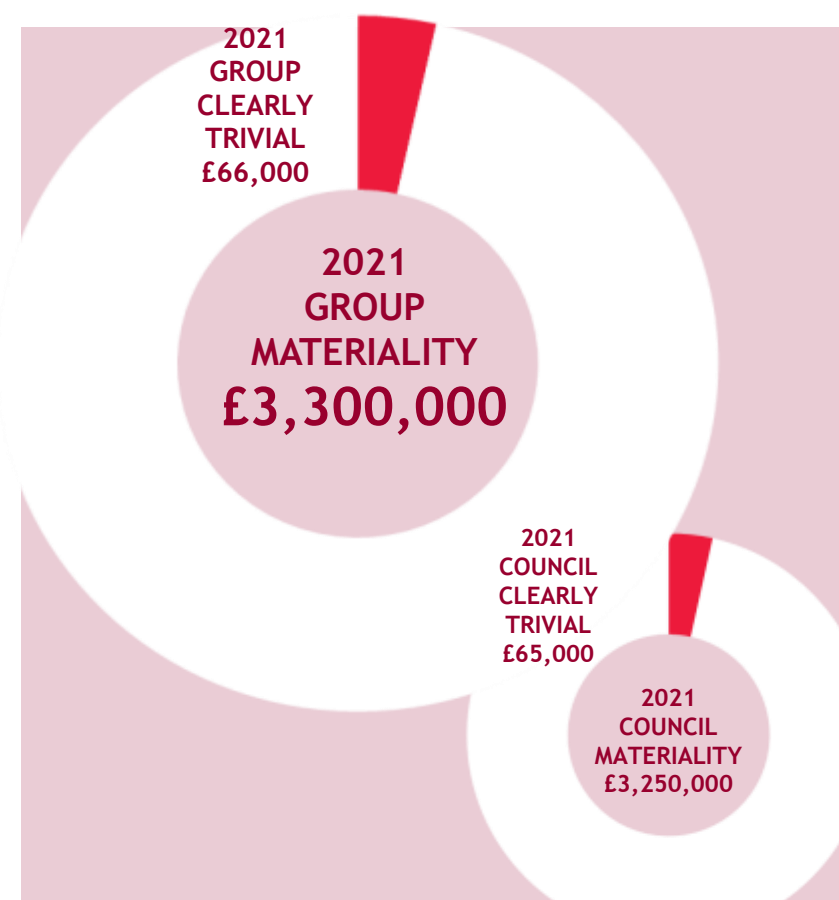 2021
GROUP
CLEARLY
TRIVIAL
£66,000
2021
GROUP
MATERIALITY
£3,300,000
2021
COUNCIL
CLEARLY
TRIVIAL
£65,000
2021
COUNCIL
MATERIALITY
£3,250,000